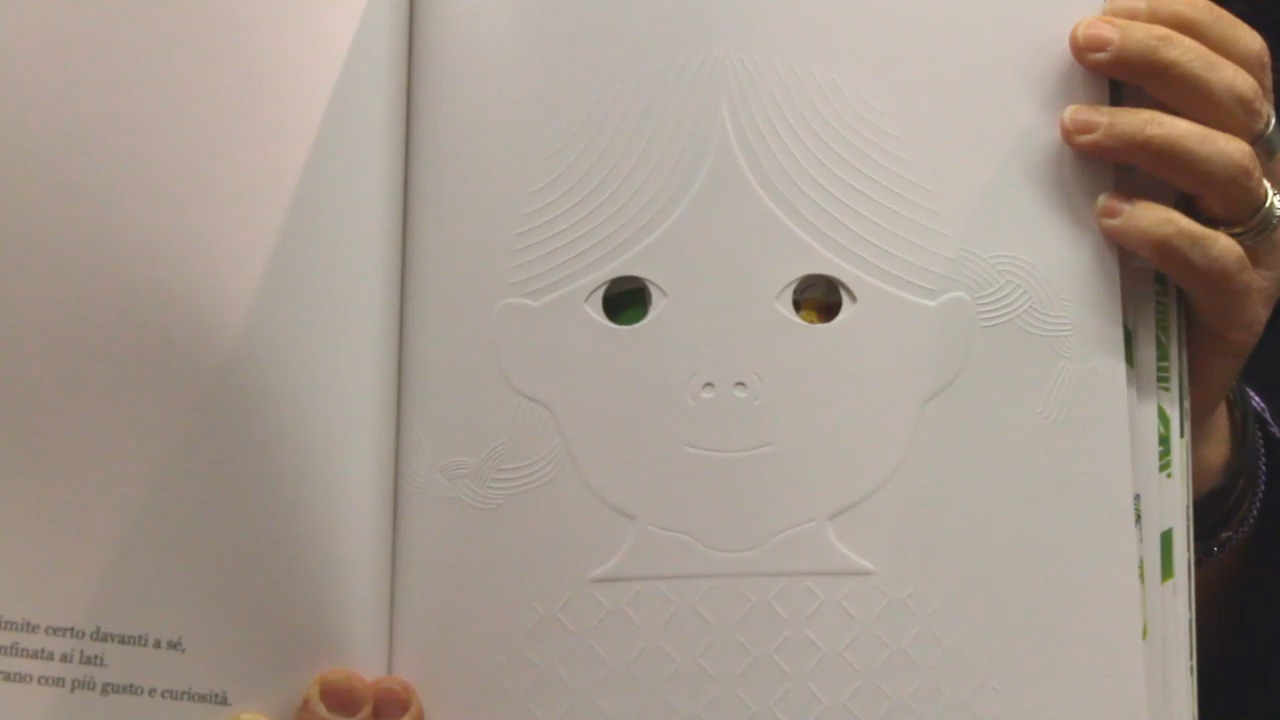 imite certo davanti a sé,
nfinata ai lati.
rano con più gusto e curiosità.